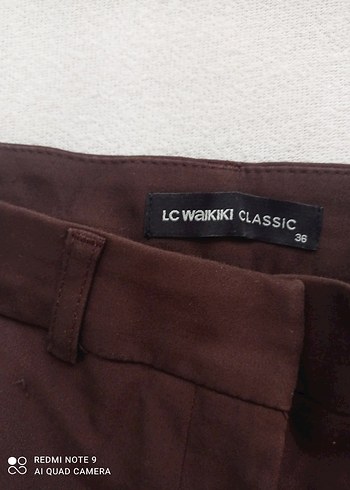 LC WAIKIKI CLASSIC
36
REDMI NOTE 9
AI QUAD CAMERA